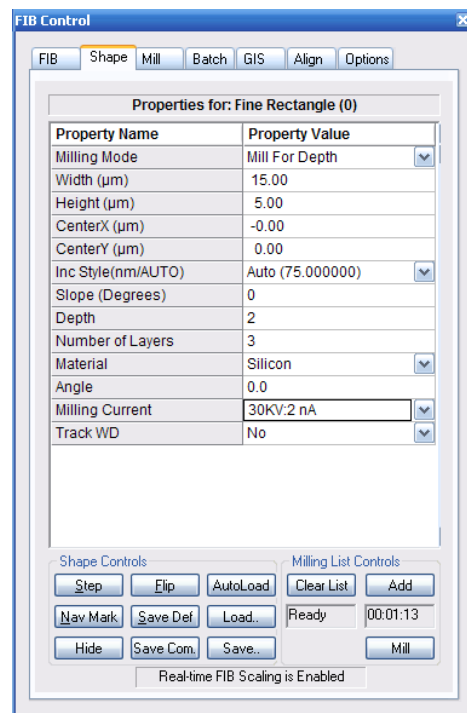 FIB Control
FIB Shape Mill Batch GIS Align Options
Properties for: Fine Rectangle (0)
Property Name Property Value
Milling Mode Mill For Depth
Width (µm) 15.00
Height (µm) 5.00
CenterX (µm) -0.00
CenterY (µm) 0.00
Inc Style(nm/AUTO) Auto (75.000000)
Slope (Degrees) 0
Depth 2
Number of Layers 3
Material Silicon
Angle 0.0
Milling Current 30KV:2 nA
Track WD No
Shape Controls Milling List Controls
Step Flip AutoLoad Clear List Add
Nav Mark Save Def Load.. Ready 00:01:13
Hide Save Com. Save.. Mill
Real-time FIB Scaling is Enabled